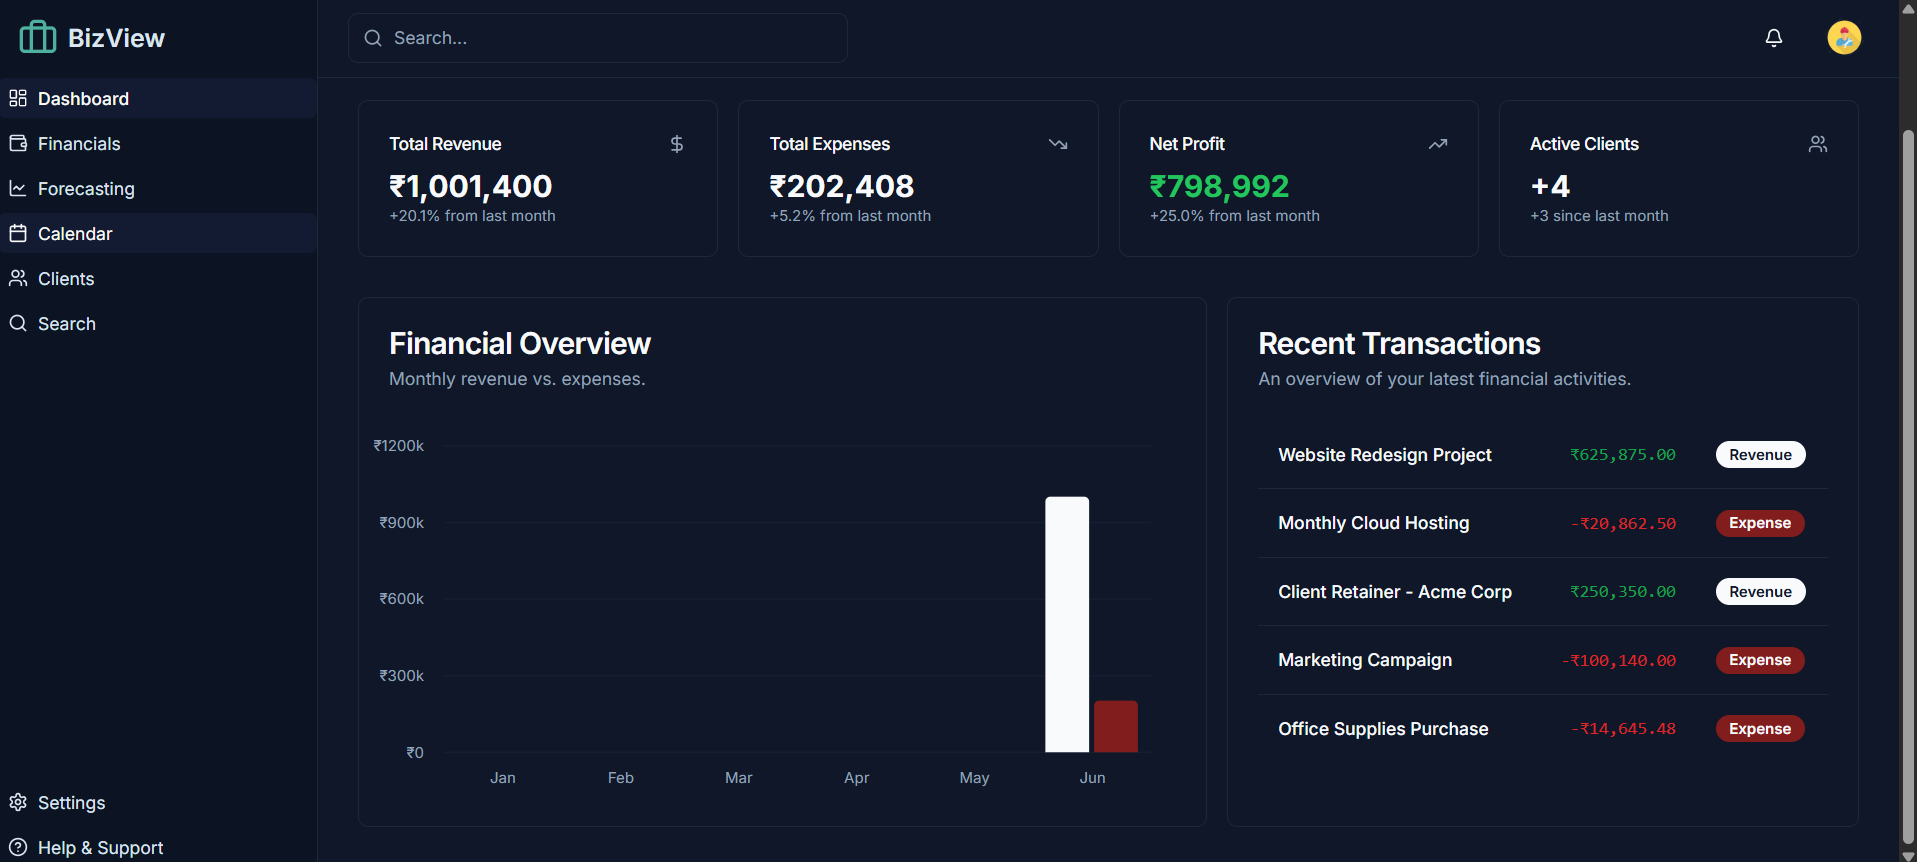 BizView
Search...
Dashboard
Financials
Forecasting
Calendar
Clients
Search
Settings
Help & Support
Total Revenue
₹1,001,400
+20.1% from last month
Total Expenses
₹202,408
+5.2% from last month
Net Profit
₹798,992
+25.0% from last month
Active Clients
+4
+3 since last month
Financial Overview
Monthly revenue vs. expenses.
₹1200k
₹900k
₹600k
₹300k
₹0
Jan Feb Mar Apr May Jun
Recent Transactions
An overview of your latest financial activities.
Website Redesign Project ₹625,875.00 Revenue
Monthly Cloud Hosting -₹20,862.50 Expense
Client Retainer - Acme Corp ₹250,350.00 Revenue
Marketing Campaign -₹100,140.00 Expense
Office Supplies Purchase -₹14,645.48 Expense